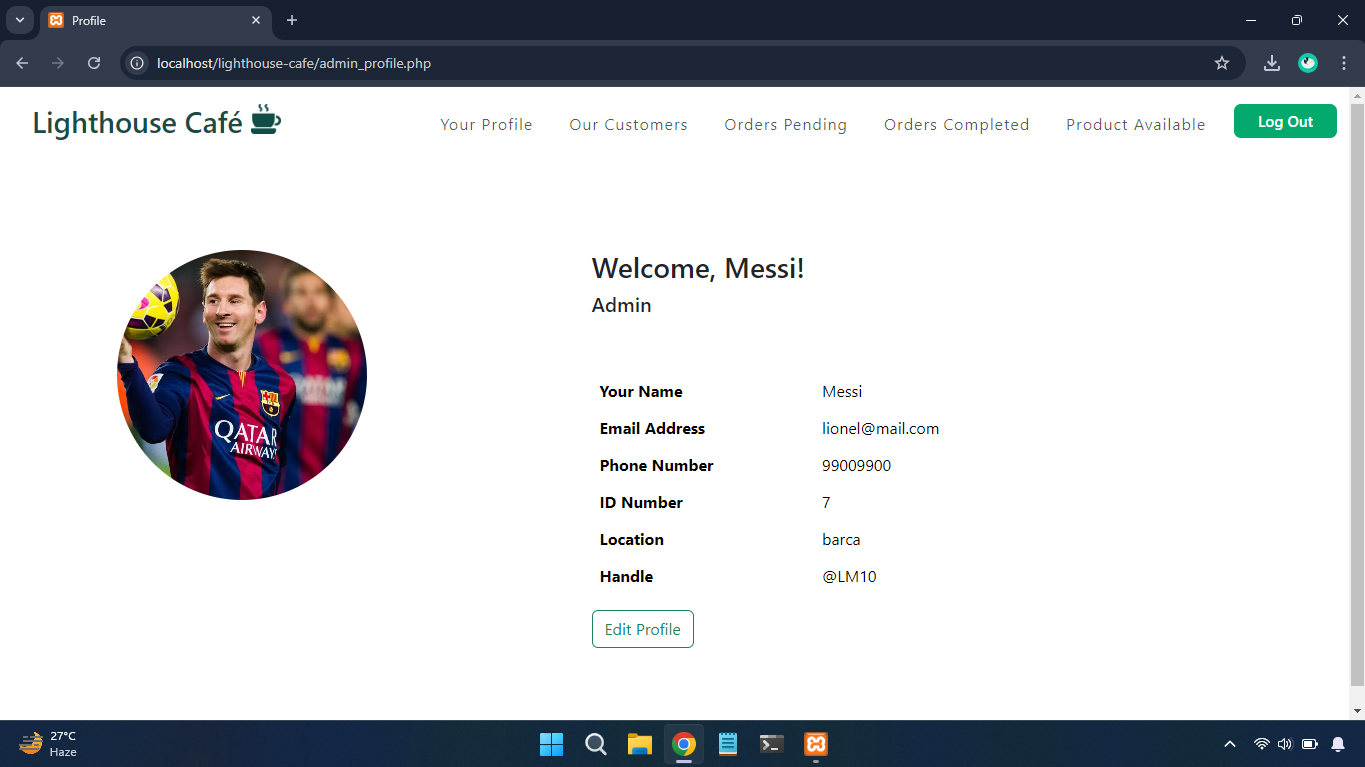 Profile
localhost/lighthouse-cafe/admin_profile.php
Lighthouse Café
Your Profile
Our Customers
Orders Pending
Orders Completed
Product Available
Log Out
QATAR
AIRWAYS
Welcome, Messi!
Admin
Your Name Messi
Email Address lionel@mail.com
Phone Number 99009900
ID Number 7
Location barca
Handle @LM10
Edit Profile
27°C
Haze